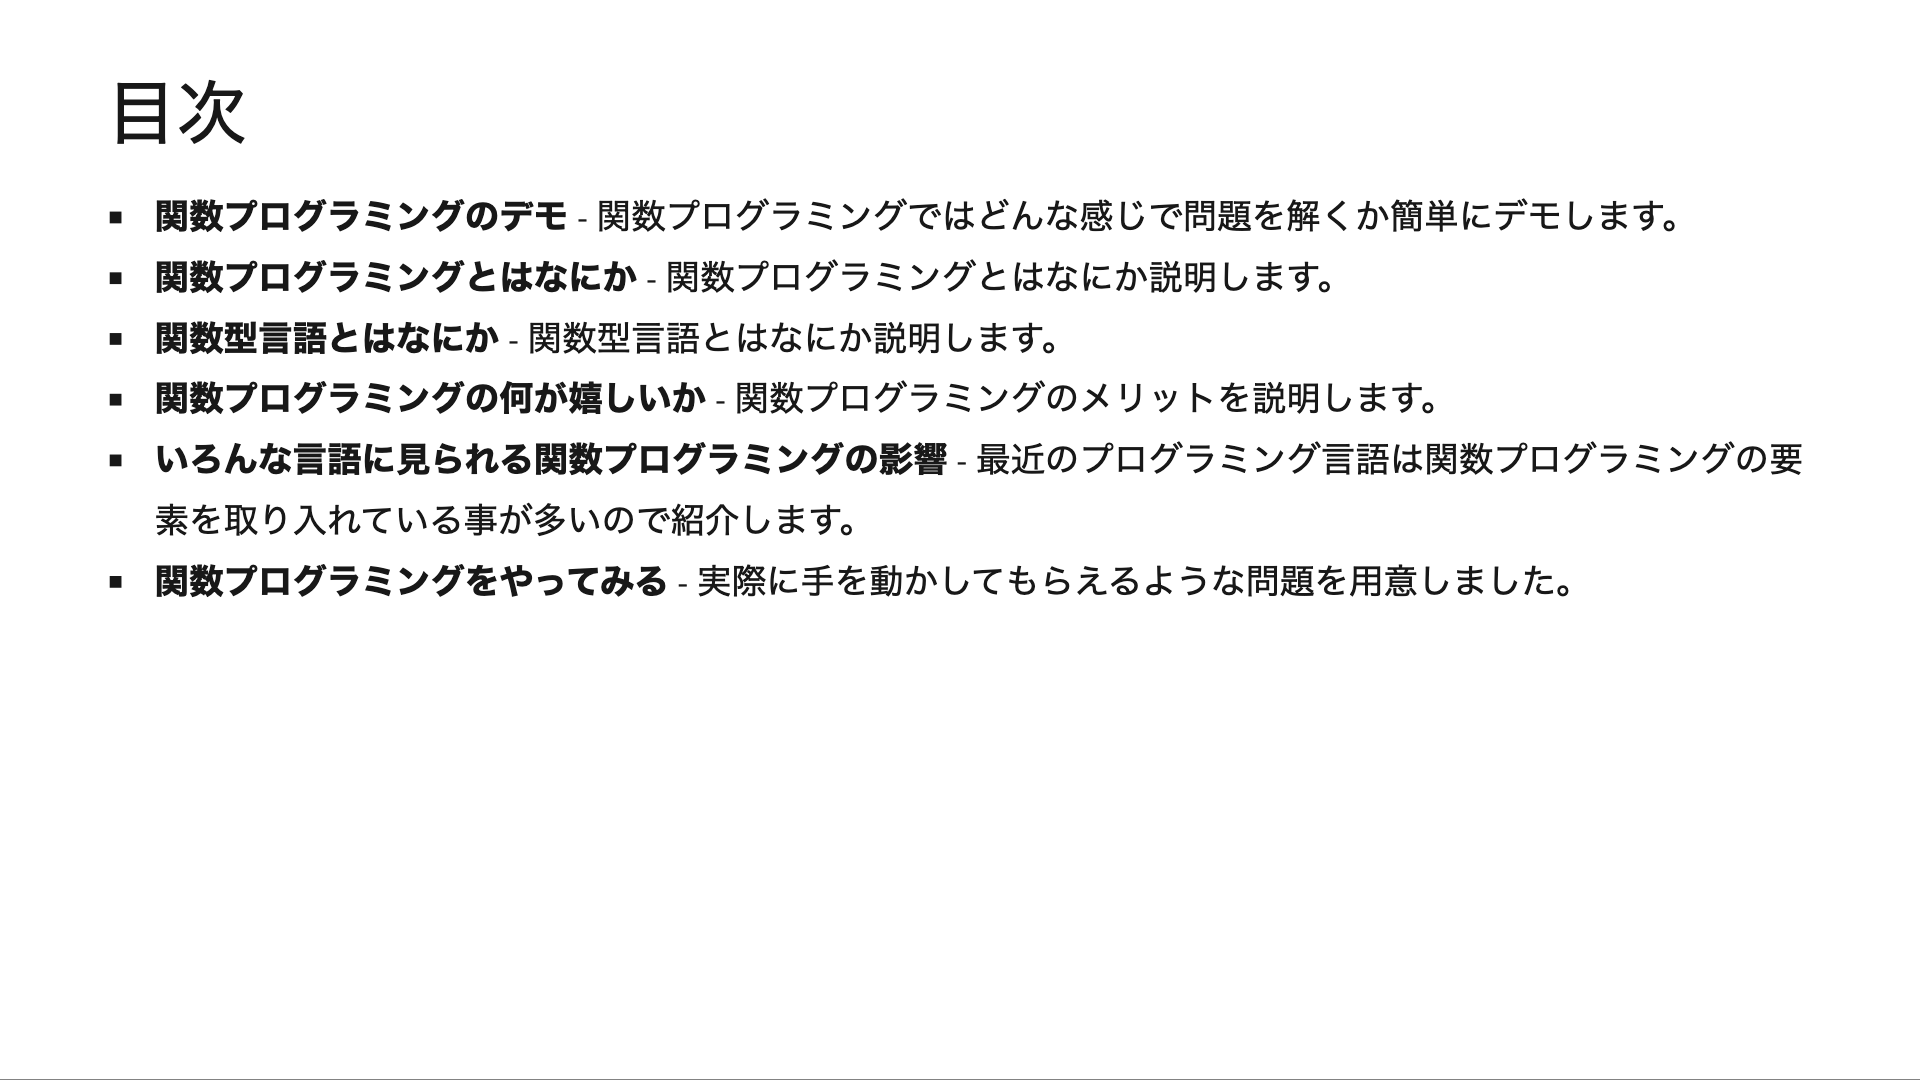 目次
▪ 関数プログラミングのデモ - 関数プログラミングではどんな感じで問題を解くか簡単にデモします。
▪ 関数プログラミングとはなにか - 関数プログラミングとはなにか説明します。
▪ 関数型言語とはなにか - 関数型言語とはなにか説明します。
▪ 関数プログラミングの何が嬉しいか - 関数プログラミングのメリットを説明します。
▪ いろんな言語に見られる関数プログラミングの影響 - 最近のプログラミング言語は関数プログラミングの要
素を取り入れている事が多いので紹介します。
▪ 関数プログラミングをやってみる - 実際に手を動かしてもらえるような問題を用意しました。